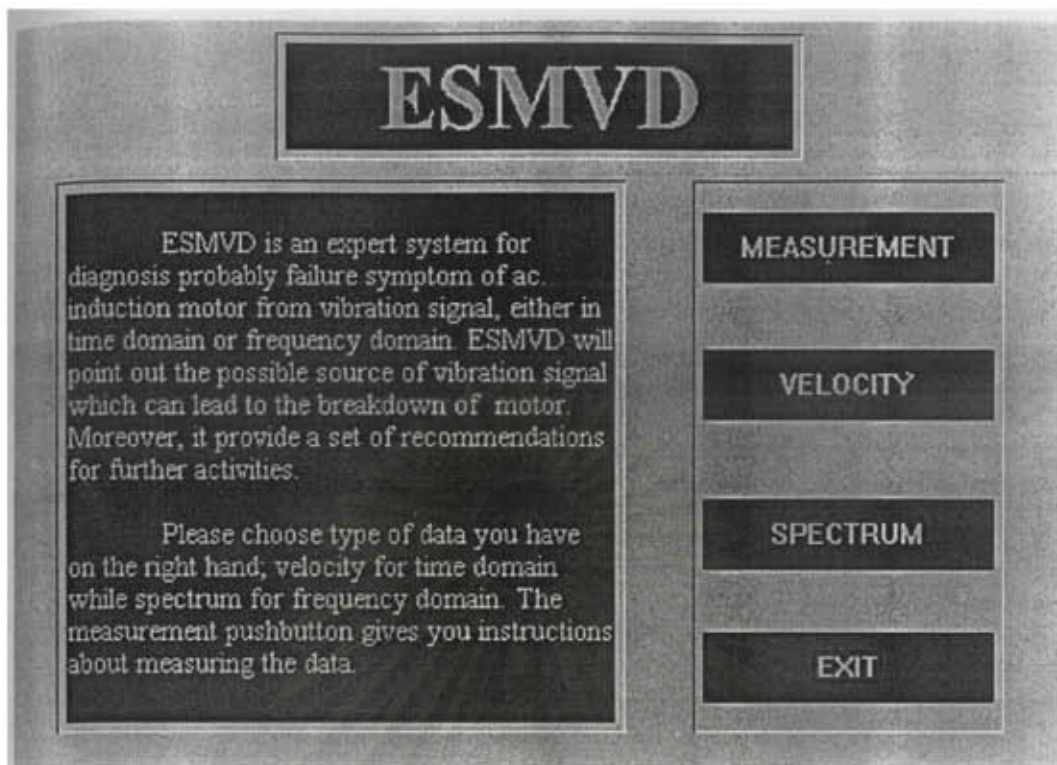 ESMVD
ESMVD is an expert system for
diagnosis probably failure symptom of ac.
induction motor from vibration signal, either in
time domain or frequency domain. ESMVD will
point out the possible source of vibration signal
which can lead to the breakdown of motor.
Moreover, it provide a set of recommendations
for further activities.
Please choose type of data you have
on the right hand, velocity for time domain
while spectrum for frequency domain. The
measurement pushbutton gives you instructions
about measuring the data.
MEASUREMENT
VELOCITY
SPECTRUM
EXIT